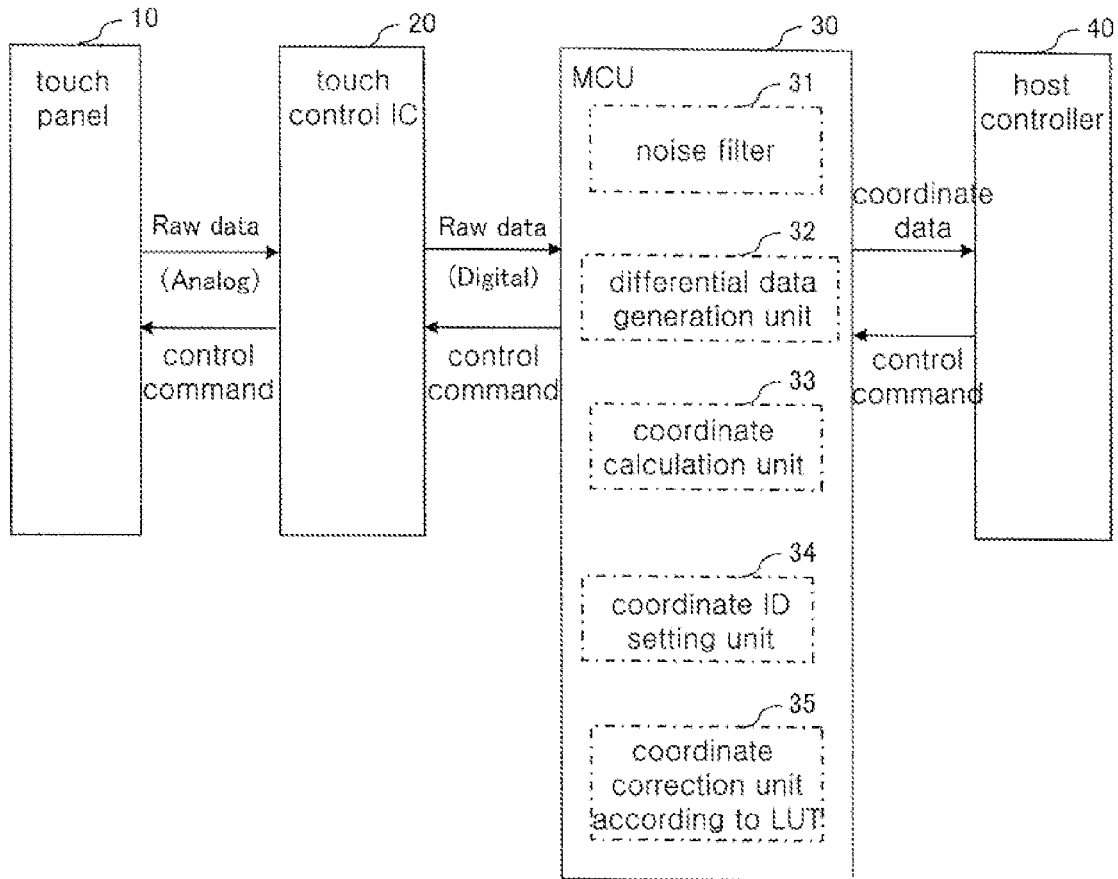 10
20
30
40
touch
panel
touch
control IC
MCU
host
controller
31
noise filter
Raw data
(Analog)
control
command
Raw data
(Digital)
control
command
32
differential data
generation unit
coordinate
data
control
command
33
coordinate
calculation unit
34
coordinate ID
setting unit
35
coordinate
correction unit
according to LUT